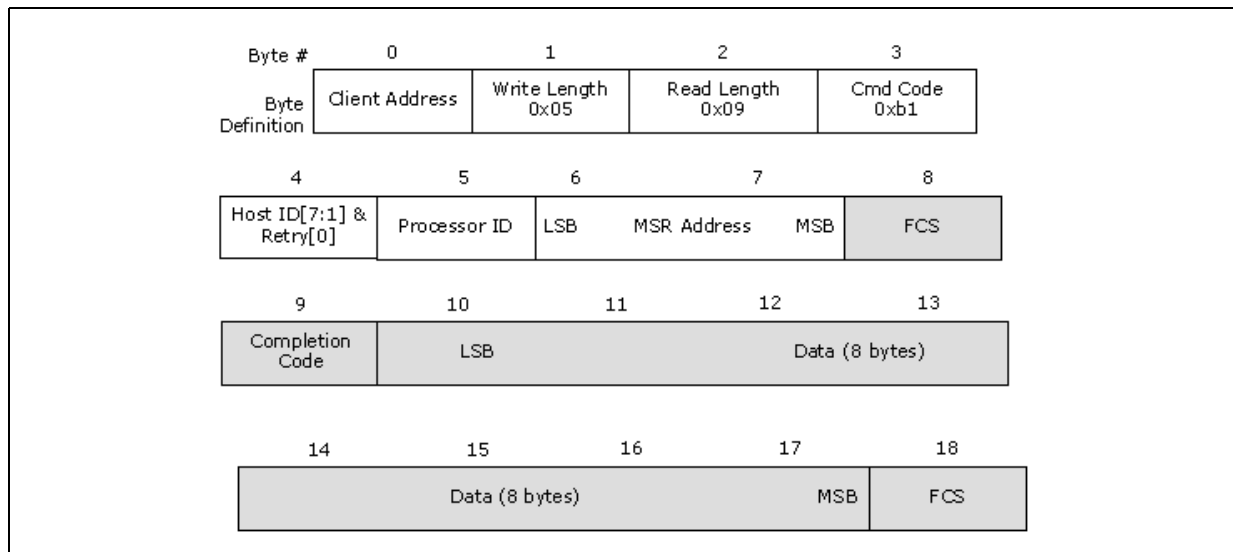 Byte # 0 1 2 3
Byte Definition
Client Address
Write Length
0x05
Read Length
0x09
Cmd Code
0xb1
4 5 6 7 8
Host ID[7:1] &
Retry[0]
Processor ID
LSB MSR Address MSB
FCS
9 10 11 12 13
Completion
Code
LSB Data (8 bytes)
14 15 16 17 18
Data (8 bytes) MSB
FCS